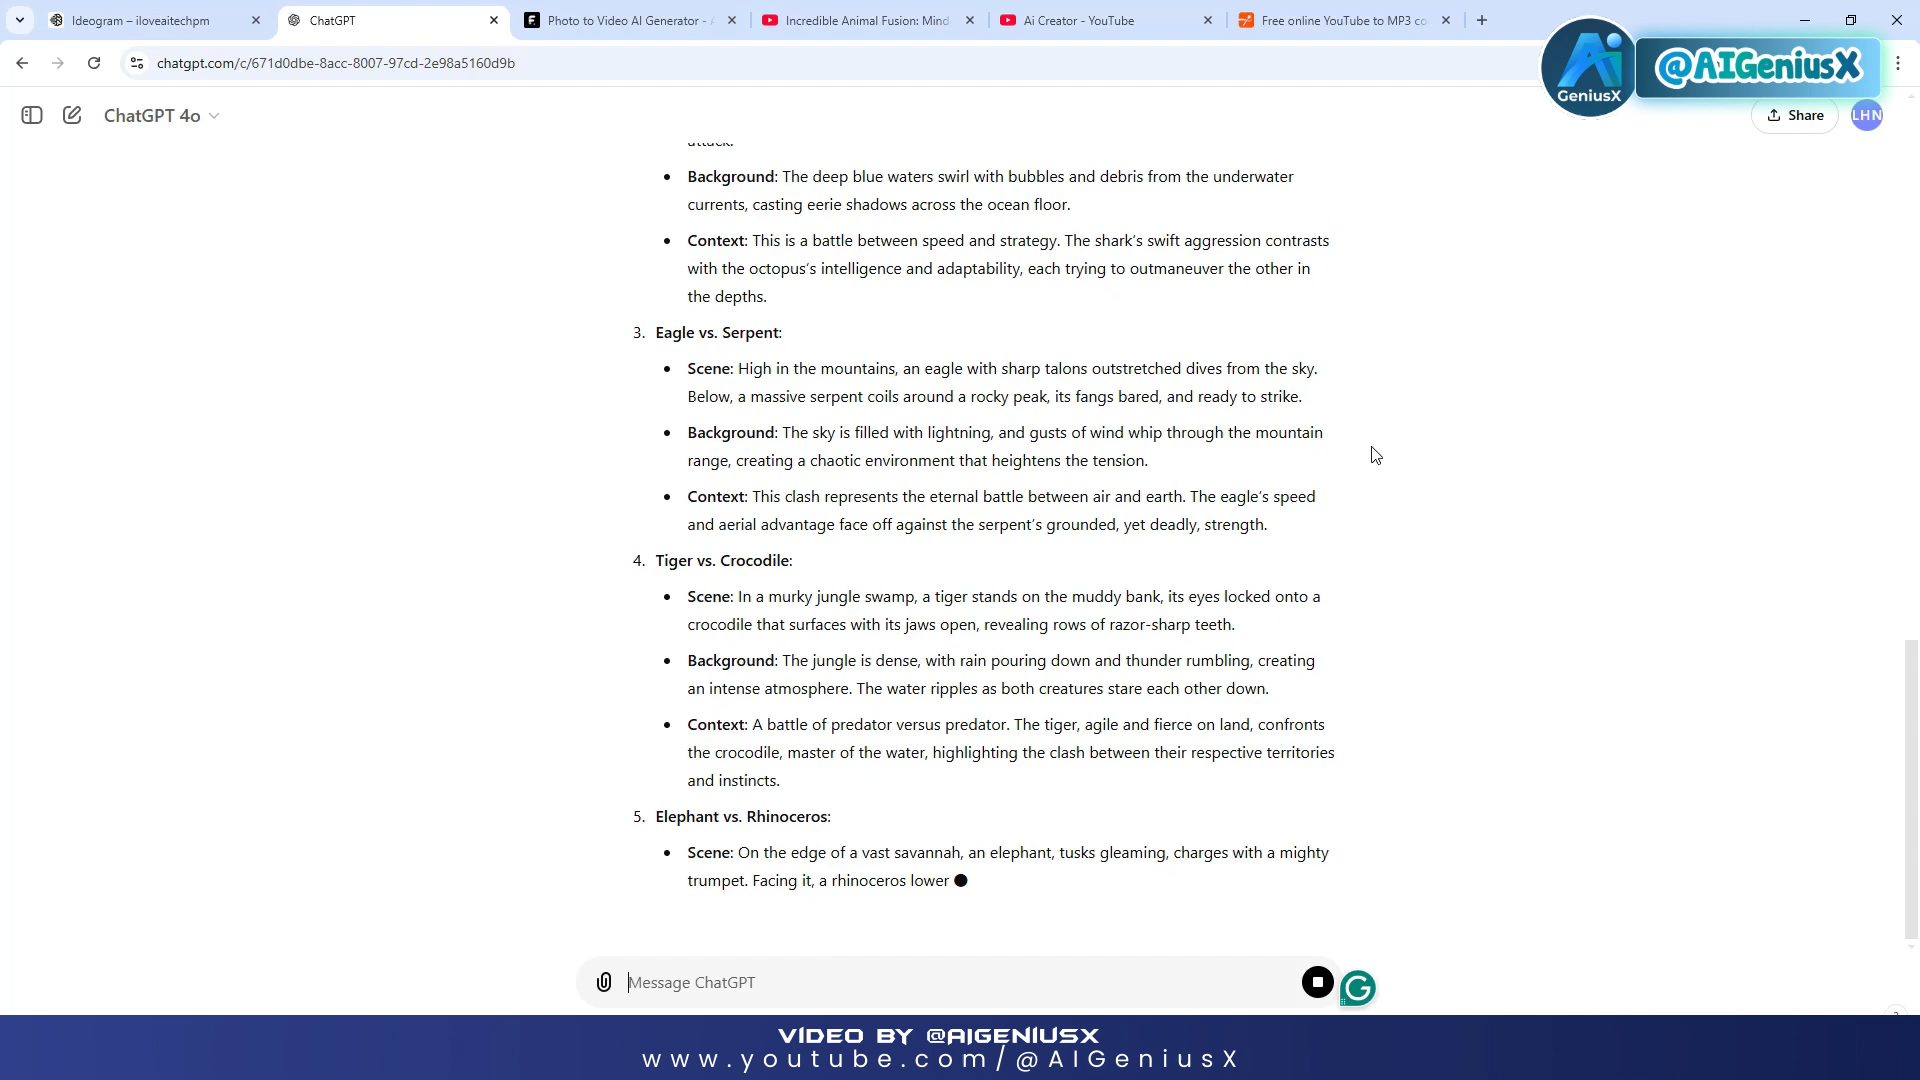 Ideogram – iloveaitechpm
ChatGPT
Photo to Video AI Generator -
Incredible Animal Fusion: Mind
Ai Creator - YouTube
Free online YouTube to MP3 co
chatgpt.com/c/671d0dbe-8acc-8007-97cd-2e98a5160d9b
Ai
GeniusX
@AIGeniusX
ChatGPT 4o
Share
LHN
attack.
• Background: The deep blue waters swirl with bubbles and debris from the underwater
currents, casting eerie shadows across the ocean floor.
• Context: This is a battle between speed and strategy. The shark's swift aggression contrasts
with the octopus's intelligence and adaptability, each trying to outmaneuver the other in
the depths.
3. Eagle vs. Serpent:
• Scene: High in the mountains, an eagle with sharp talons outstretched dives from the sky.
Below, a massive serpent coils around a rocky peak, its fangs bared, and ready to strike.
• Background: The sky is filled with lightning, and gusts of wind whip through the mountain
range, creating a chaotic environment that heightens the tension.
• Context: This clash represents the eternal battle between air and earth. The eagle's speed
and aerial advantage face off against the serpent's grounded, yet deadly, strength.
4. Tiger vs. Crocodile:
• Scene: In a murky jungle swamp, a tiger stands on the muddy bank, its eyes locked onto a
crocodile that surfaces with its jaws open, revealing rows of razor-sharp teeth.
• Background: The jungle is dense, with rain pouring down and thunder rumbling, creating
an intense atmosphere. The water ripples as both creatures stare each other down.
• Context: A battle of predator versus predator. The tiger, agile and fierce on land, confronts
the crocodile, master of the water, highlighting the clash between their respective territories
and instincts.
5. Elephant vs. Rhinoceros:
• Scene: On the edge of a vast savannah, an elephant, tusks gleaming, charges with a mighty
trumpet. Facing it, a rhinoceros lower
Message ChatGPT
VIDEO BY @AIGENIUSX
www.youtube.com/@AIGeniusX